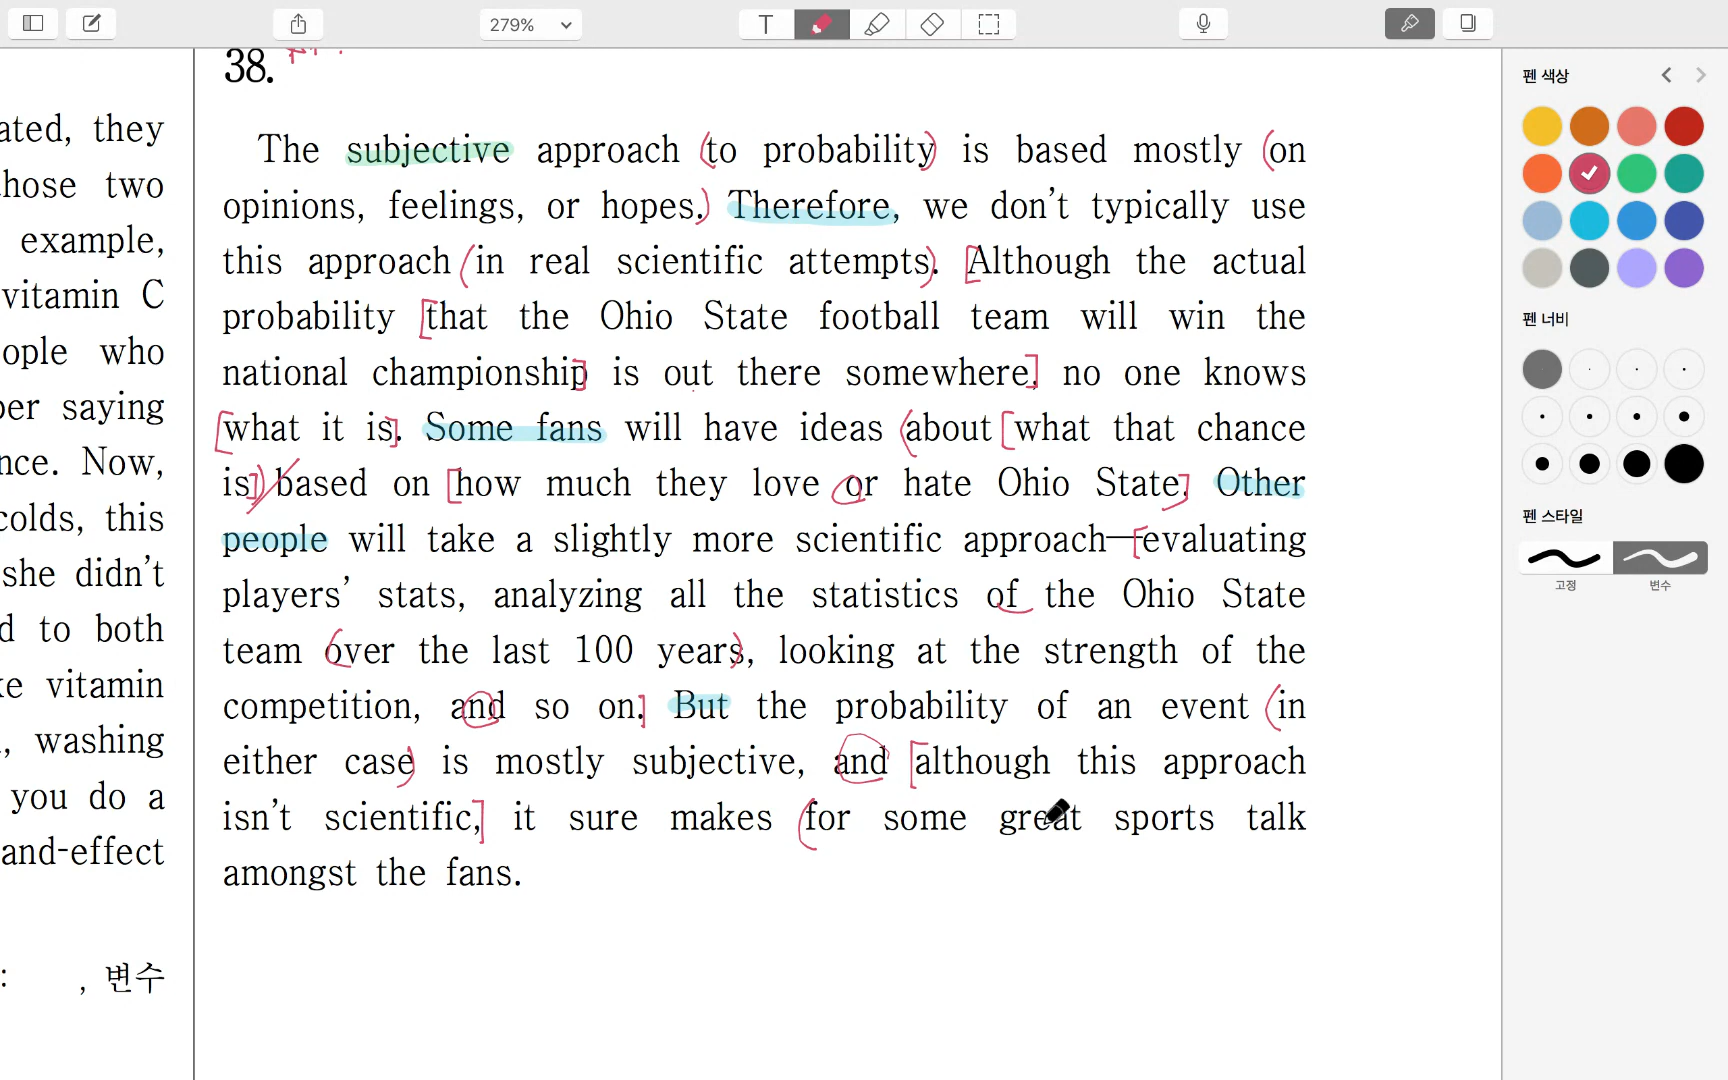 279%
T
펜 색상
펜 너비
펜 스타일
고정
변수
ated, they
hose two
example,
vitamin C
ople who
per saying
nce. Now,
colds, this
she didn't
d to both
ke vitamin
, washing
you do a
and-effect
: , 변수
38.
The subjective approach to probability is based mostly on
opinions, feelings, or hopes. Therefore, we don't typically use
this approach in real scientific attempts. Although the actual
probability that the Ohio State football team will win the
national championship is out there somewhere, no one knows
what it is. Some fans will have ideas about what that chance
is based on how much they love or hate Ohio State. Other
people will take a slightly more scientific approach—evaluating
players' stats, analyzing all the statistics of the Ohio State
team over the last 100 years, looking at the strength of the
competition, and so on. But the probability of an event in
either case is mostly subjective, and although this approach
isn't scientific, it sure makes for some great sports talk
amongst the fans.